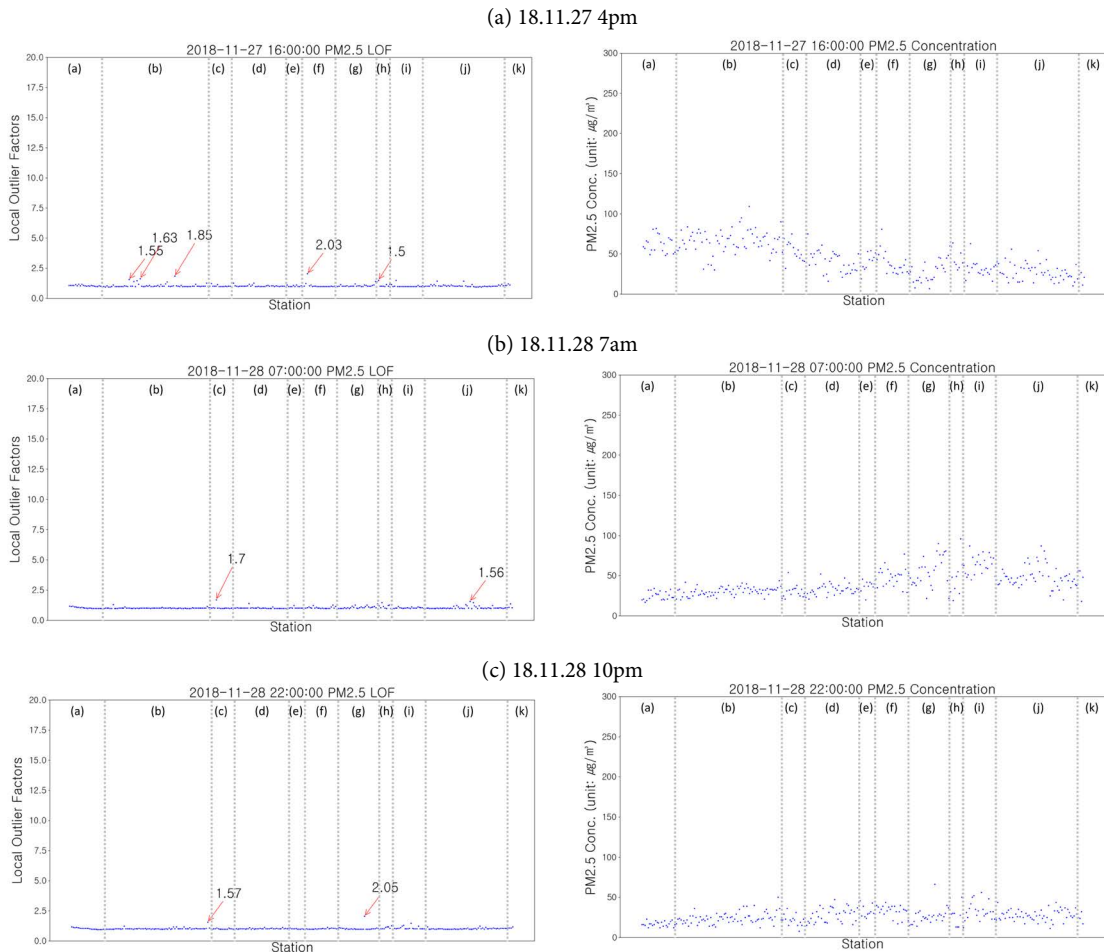 (a) 18.11.27 4pm
2018-11-27 16:00:00 PM2.5 LOF
20.0
17.5
15.0
12.5
10.0
7.5
5.0
2.5
0.0
Local Outlier Factors
(a) (b) (c) (d) (e) (f) (g) (h) (i) (j) (k)
1.55 1.63 1.85 2.03 1.5
Station
2018-11-27 16:00:00 PM2.5 Concentration
300
250
200
150
100
50
0
PM2.5 Conc. (unit: ㎍/㎥)
(a) (b) (c) (d) (e) (f) (g) (h) (i) (j) (k)
Station
(b) 18.11.28 7am
2018-11-28 07:00:00 PM2.5 LOF
20.0
17.5
15.0
12.5
10.0
7.5
5.0
2.5
0.0
Local Outlier Factors
(a) (b) (c) (d) (e) (f) (g) (h) (i) (j) (k)
1.7 1.56
Station
2018-11-28 07:00:00 PM2.5 Concentration
300
250
200
150
100
50
0
PM2.5 Conc. (unit: ㎍/㎥)
(a) (b) (c) (d) (e) (f) (g) (h) (i) (j) (k)
Station
(c) 18.11.28 10pm
2018-11-28 22:00:00 PM2.5 LOF
20.0
17.5
15.0
12.5
10.0
7.5
5.0
2.5
0.0
Local Outlier Factors
(a) (b) (c) (d) (e) (f) (g) (h) (i) (j) (k)
1.57 2.05
Station
2018-11-28 22:00:00 PM2.5 Concentration
300
250
200
150
100
50
0
PM2.5 Conc. (unit: ㎍/㎥)
(a) (b) (c) (d) (e) (f) (g) (h) (i) (j) (k)
Station